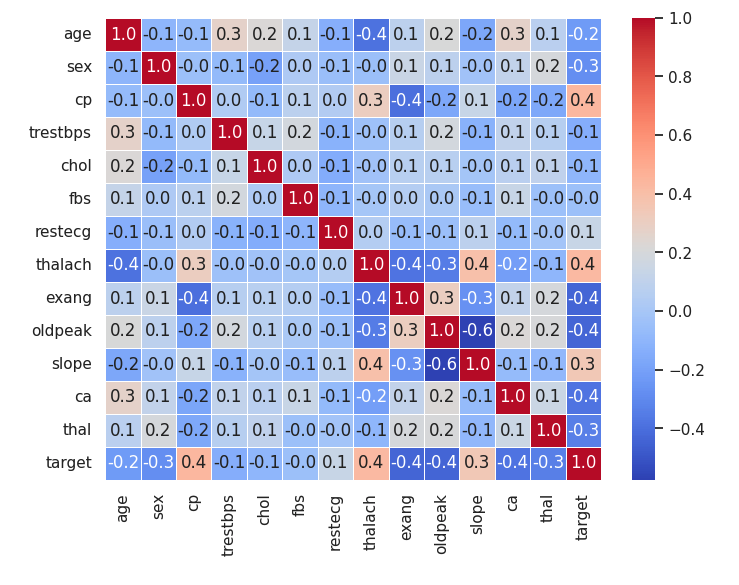 age 1.0 -0.1 -0.1 0.3 0.2 0.1 -0.1 -0.4 0.1 0.2 -0.2 0.3 0.1 -0.2
sex -0.1 1.0 -0.0 -0.1 -0.2 0.0 -0.1 -0.0 0.1 0.1 -0.0 0.1 0.2 -0.3
cp -0.1 -0.0 1.0 0.0 -0.1 0.1 0.0 0.3 -0.4 -0.2 0.1 -0.2 -0.2 0.4
trestbps 0.3 -0.1 0.0 1.0 0.1 0.2 -0.1 -0.0 0.1 0.2 -0.1 0.1 0.1 -0.1
chol 0.2 -0.2 -0.1 0.1 1.0 0.0 -0.1 -0.0 0.1 0.1 -0.0 0.1 0.1 -0.1
fbs 0.1 0.0 0.1 0.2 0.0 1.0 -0.1 -0.0 0.0 0.0 -0.1 0.1 -0.0 -0.0
restecg -0.1 -0.1 0.0 -0.1 -0.1 -0.1 1.0 0.0 -0.1 -0.1 0.1 -0.1 -0.0 0.1
thalach -0.4 -0.0 0.3 -0.0 -0.0 -0.0 0.0 1.0 -0.4 -0.3 0.4 -0.2 -0.1 0.4
exang 0.1 0.1 -0.4 0.1 0.1 0.0 -0.1 -0.4 1.0 0.3 -0.3 0.1 0.2 -0.4
oldpeak 0.2 0.1 -0.2 0.2 0.1 0.0 -0.1 -0.3 0.3 1.0 -0.6 0.2 0.2 -0.4
slope -0.2 -0.0 0.1 -0.1 -0.0 -0.1 0.1 0.4 -0.3 -0.6 1.0 -0.1 -0.1 0.3
ca 0.3 0.1 -0.2 0.1 0.1 0.1 -0.1 -0.2 0.1 0.2 -0.1 1.0 0.1 -0.4
thal 0.1 0.2 -0.2 0.1 0.1 -0.0 -0.0 -0.1 0.2 0.2 -0.1 0.1 1.0 -0.3
target -0.2 -0.3 0.4 -0.1 -0.1 -0.0 0.1 0.4 -0.4 -0.4 0.3 -0.4 -0.3 1.0
age sex cp trestbps chol fbs restecg thalach exang oldpeak slope ca thal target
1.0
0.8
0.6
0.4
0.2
0.0
−0.2
−0.4